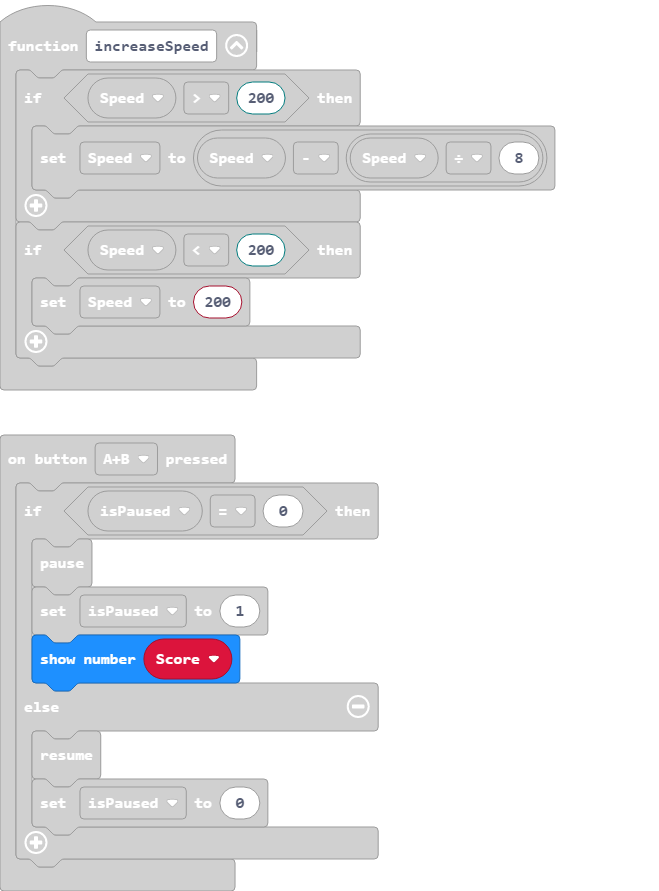 function increaseSpeed
if Speed > 200 then
set Speed to Speed - Speed ÷ 8
if Speed < 200 then
set Speed to 200
on button A+B pressed
if isPaused = 0 then
pause
set isPaused to 1
show number Score
else
resume
set isPaused to 0